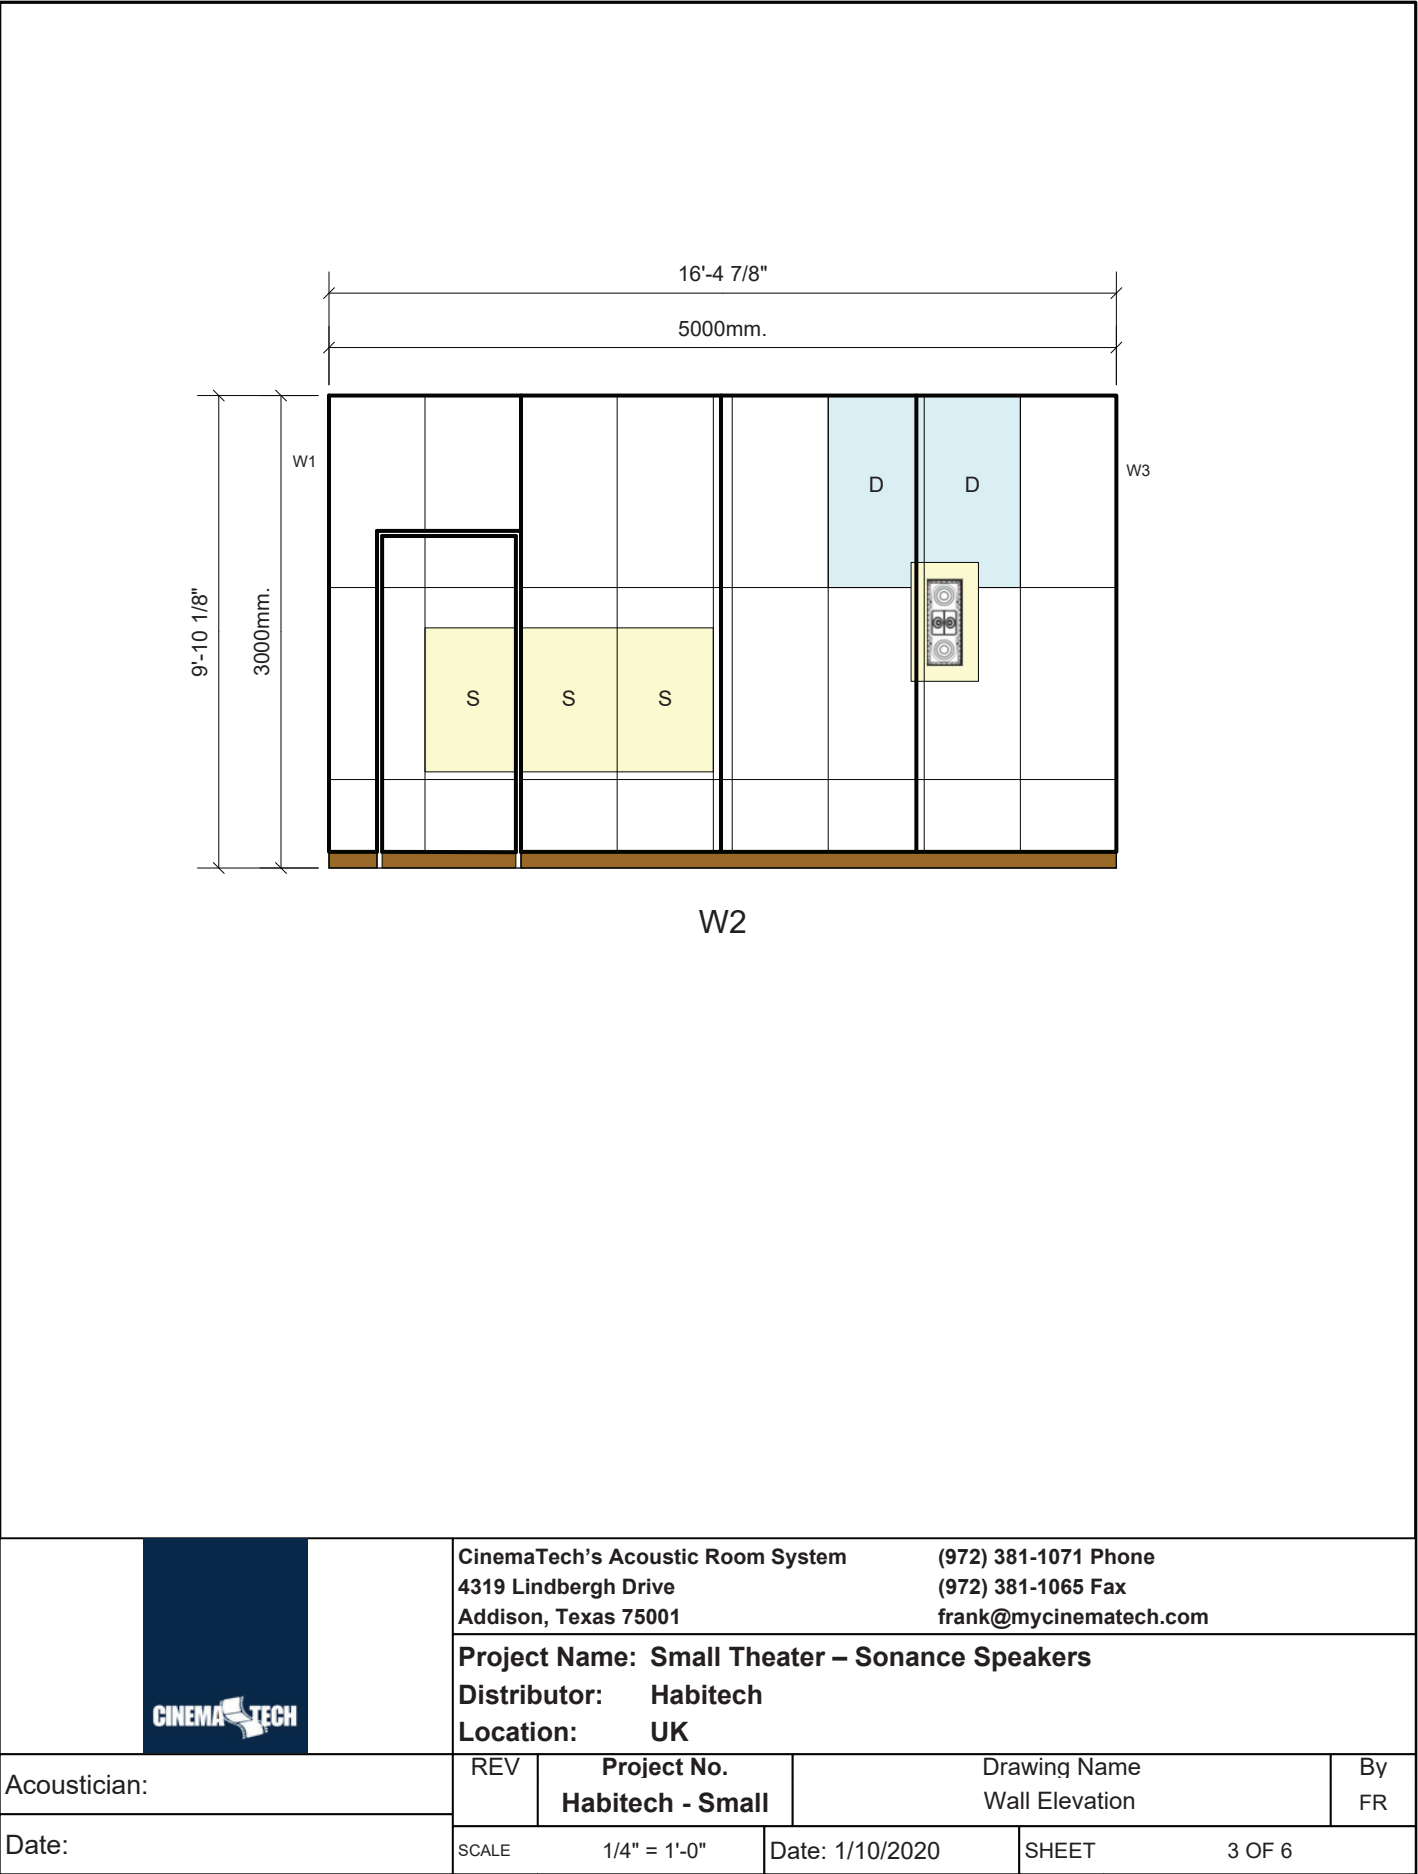 16'-4 7/8"
5000mm.
W1
W3
D D
9'-10 1/8"
3000mm.
S S S
W2
CINEMA TECH
CinemaTech's Acoustic Room System (972) 381-1071 Phone
4319 Lindbergh Drive (972) 381-1065 Fax
Addison, Texas 75001 frank@mycinematech.com
Project Name: Small Theater – Sonance Speakers
Distributor: Habitech
Location: UK
Acoustician:
REV Project No. Drawing Name By
Habitech - Small Wall Elevation FR
Date:
SCALE 1/4" = 1'-0" Date: 1/10/2020 SHEET 3 OF 6